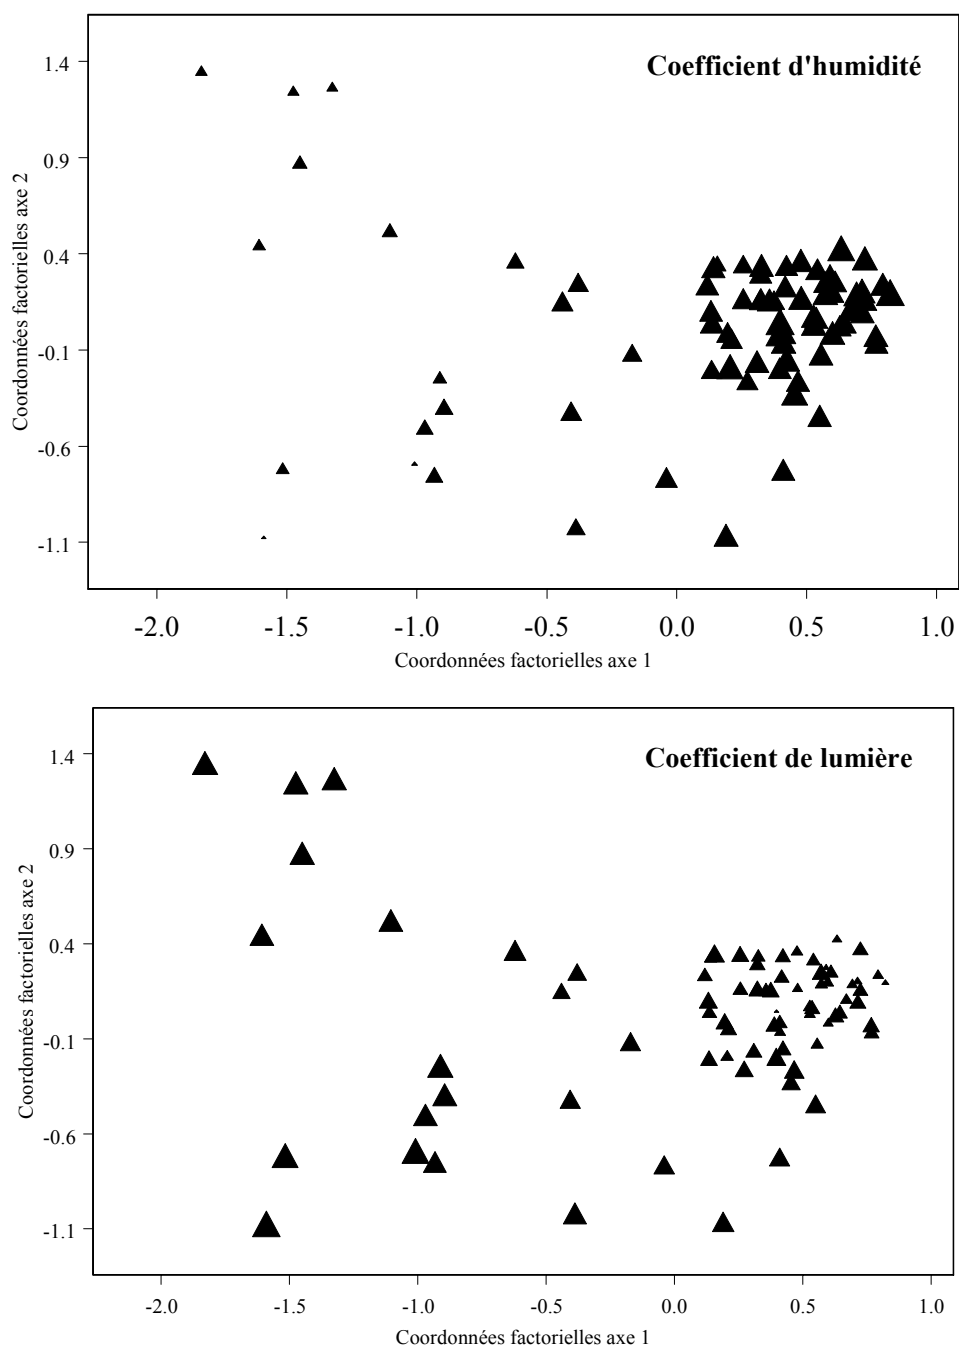 Coefficient d'humidité
1.4
0.9
0.4
-0.1
-0.6
-1.1
Coordonnées factorielles axe 2
-2.0 -1.5 -1.0 -0.5 0.0 0.5 1.0
Coordonnées factorielles axe 1
Coefficient de lumière
1.4
0.9
0.4
-0.1
-0.6
-1.1
Coordonnées factorielles axe 2
-2.0 -1.5 -1.0 -0.5 0.0 0.5 1.0
Coordonnées factorielles axe 1